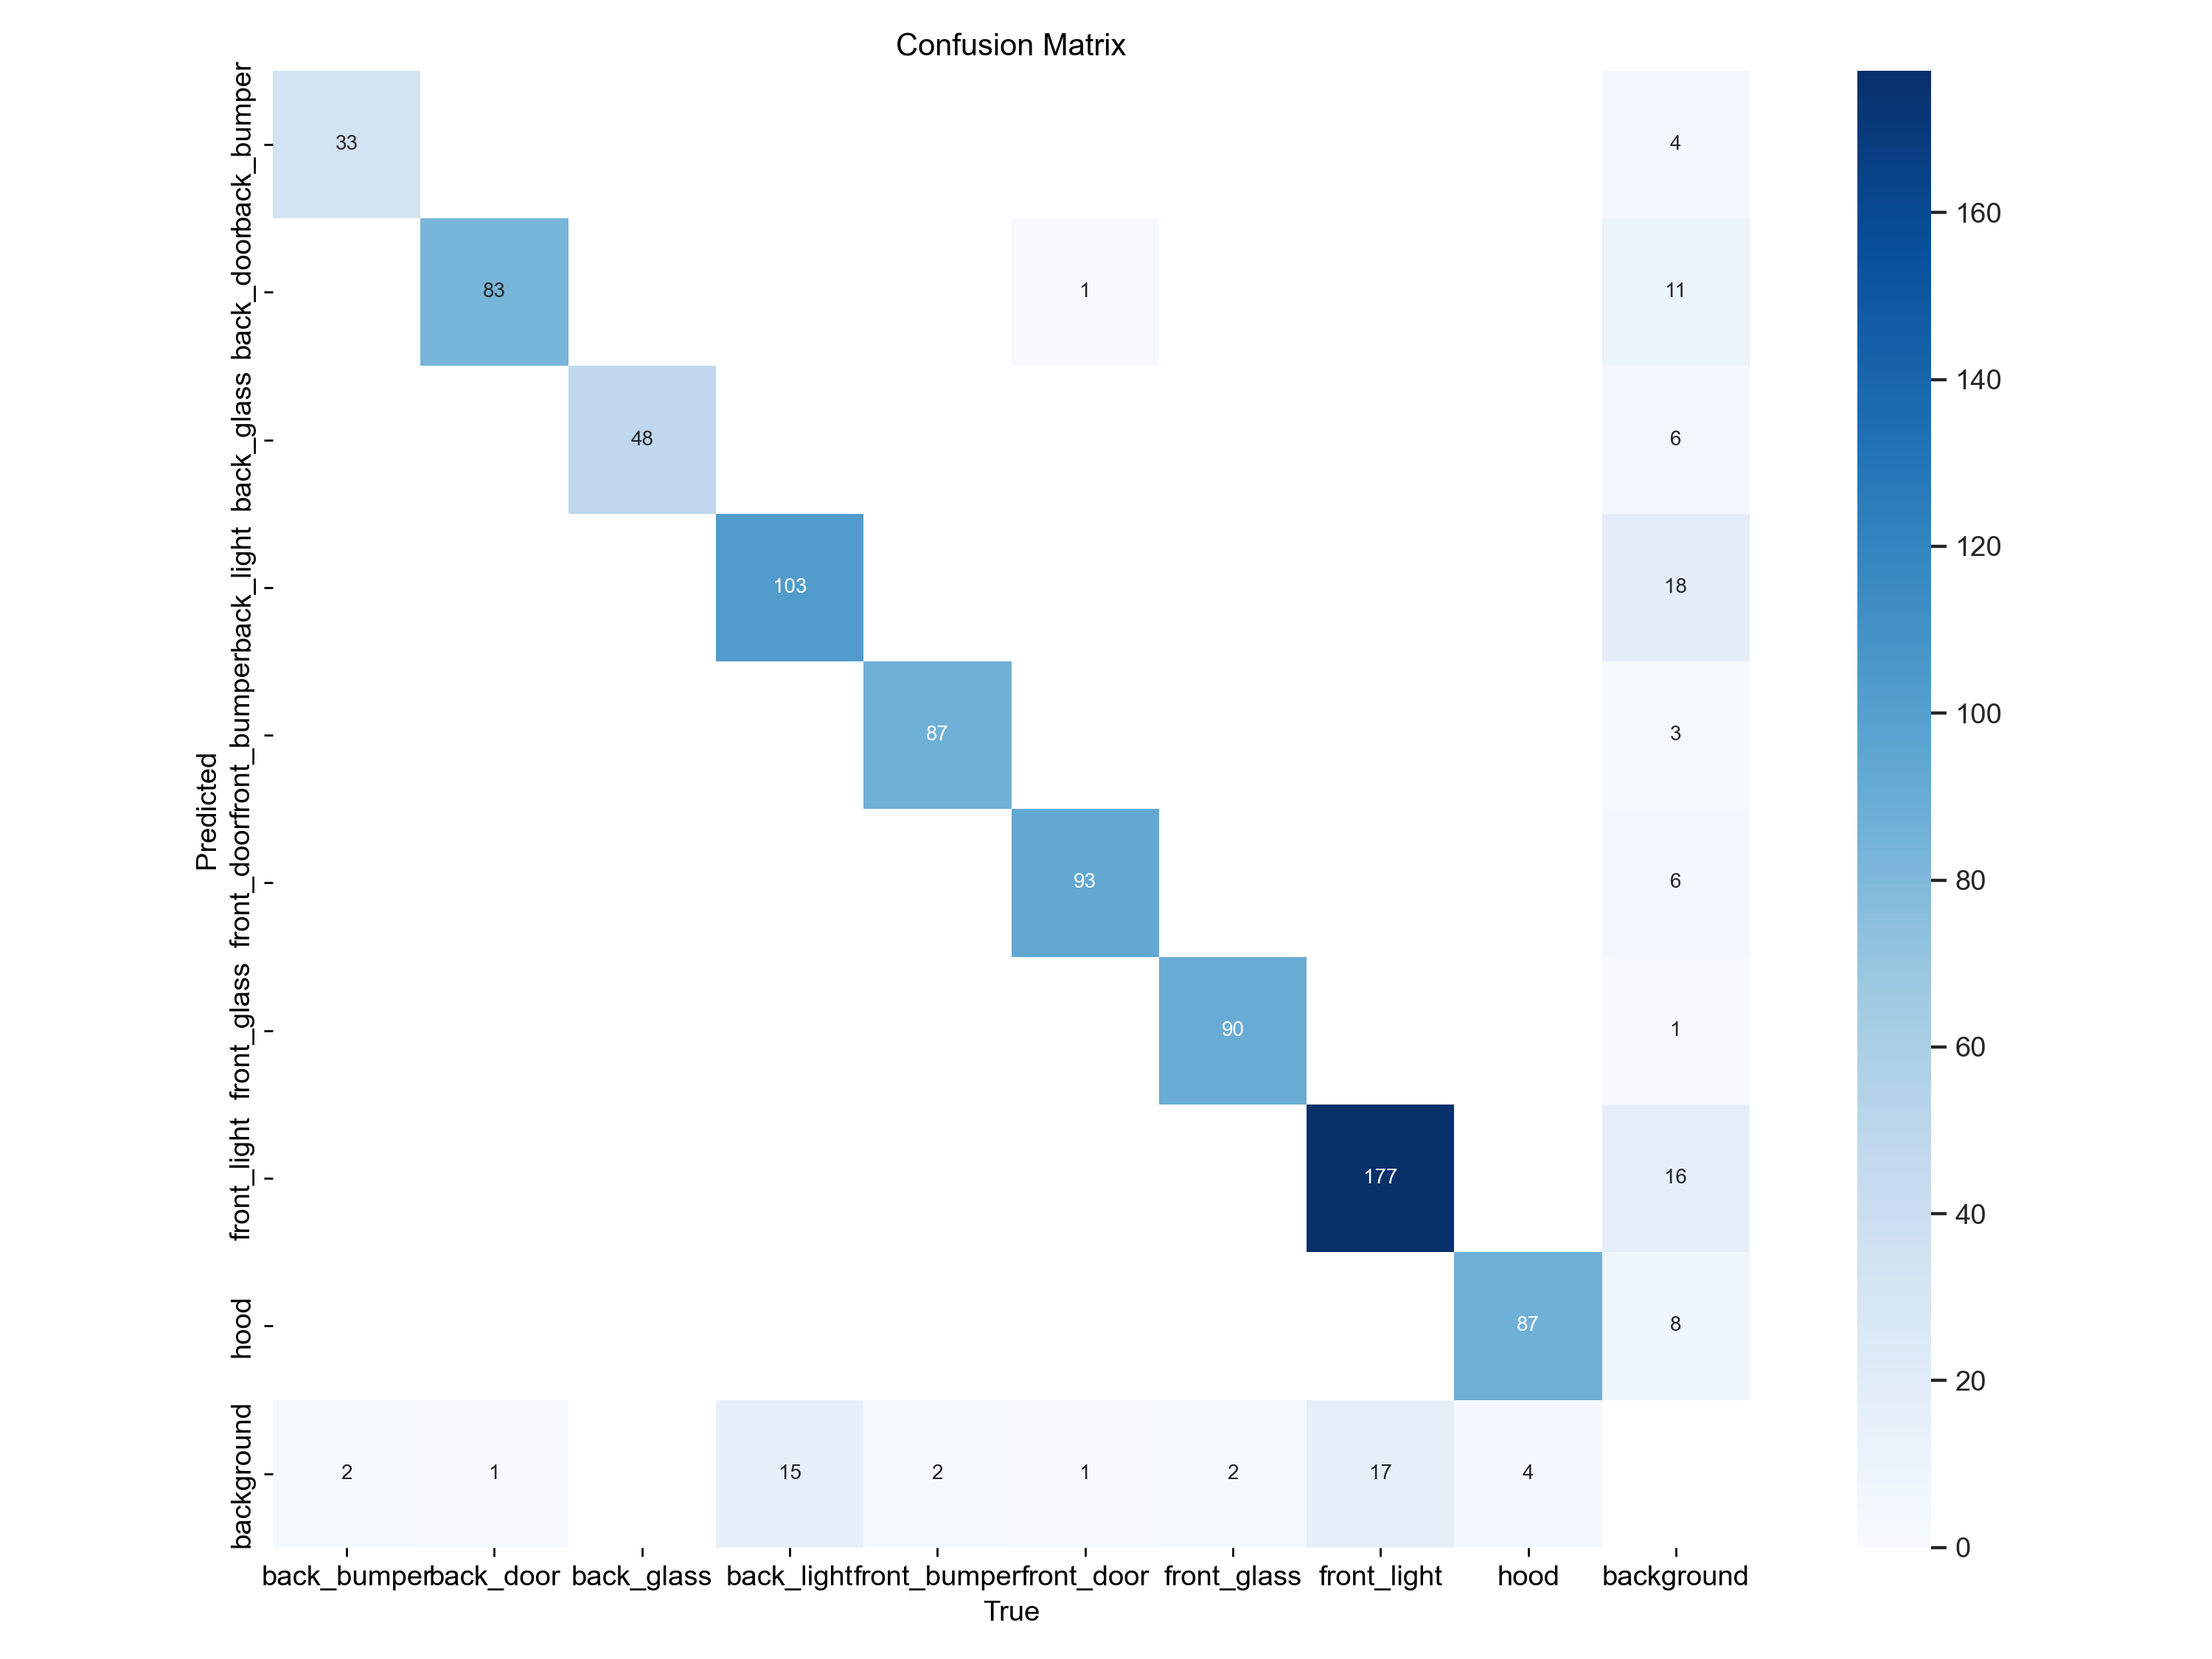 Confusion Matrix
back_bumper
33
4
back_door
83
1
11
back_glass
48
6
back_light
103
18
front_bumper
87
3
front_door
93
6
front_glass
90
1
front_light
177
16
hood
87
8
background
2
1
15
2
1
2
17
4
Predicted
back_bumper back_door back_glass back_light front_bumper front_door front_glass front_light hood background
True
160
140
120
100
80
60
40
20
0